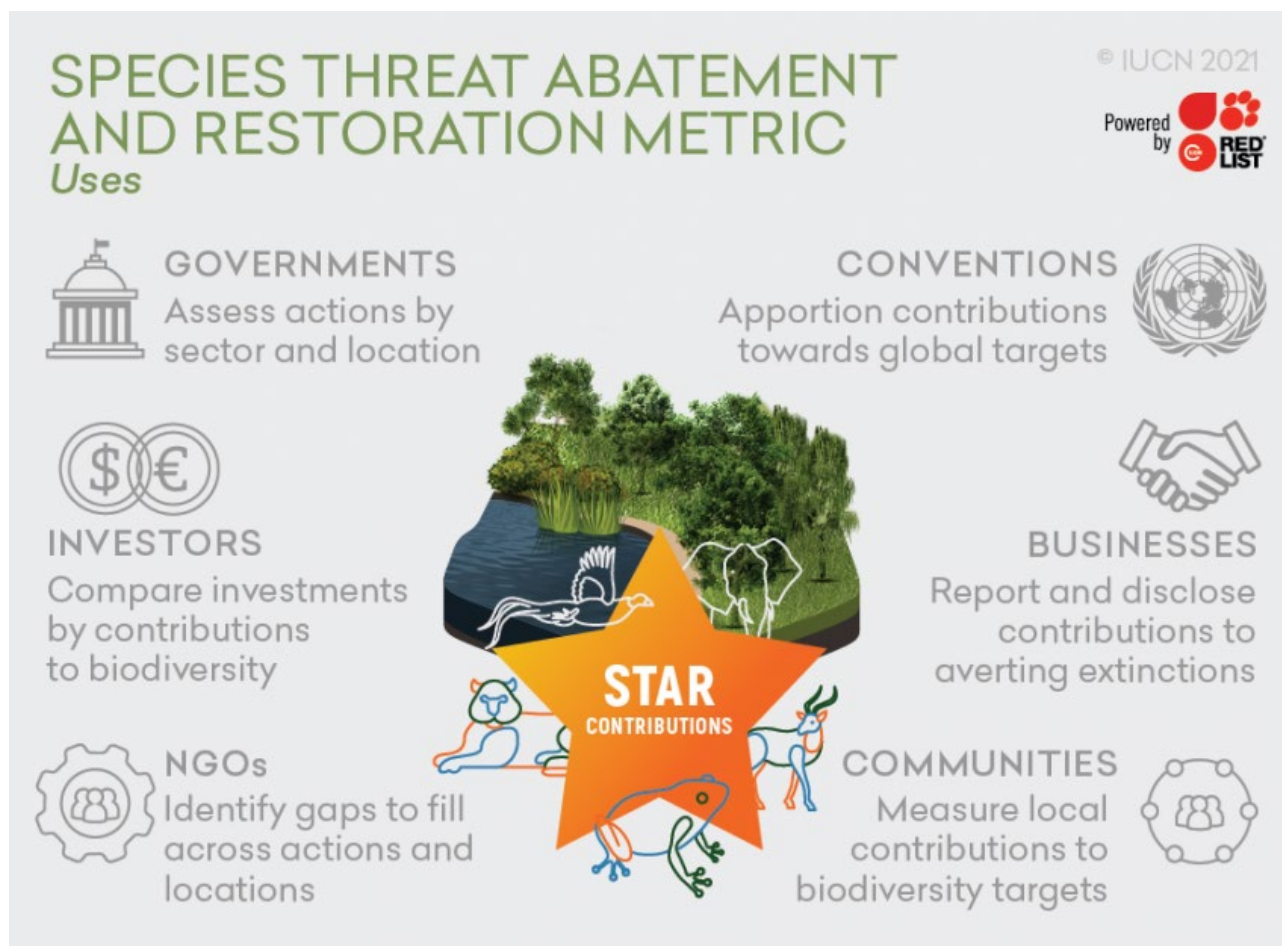 SPECIES THREAT ABATEMENT
AND RESTORATION METRIC
Uses
© IUCN 2021
Powered
by
RED
LIST
GOVERNMENTS
Assess actions by
sector and location
CONVENTIONS
Apportion contributions
towards global targets
$ €
INVESTORS
Compare investments
by contributions
to biodiversity
BUSINESSES
Report and disclose
contributions to
averting extinctions
STAR
CONTRIBUTIONS
NGOs
Identify gaps to fill
across actions and
locations
COMMUNITIES
Measure local
contributions to
biodiversity targets